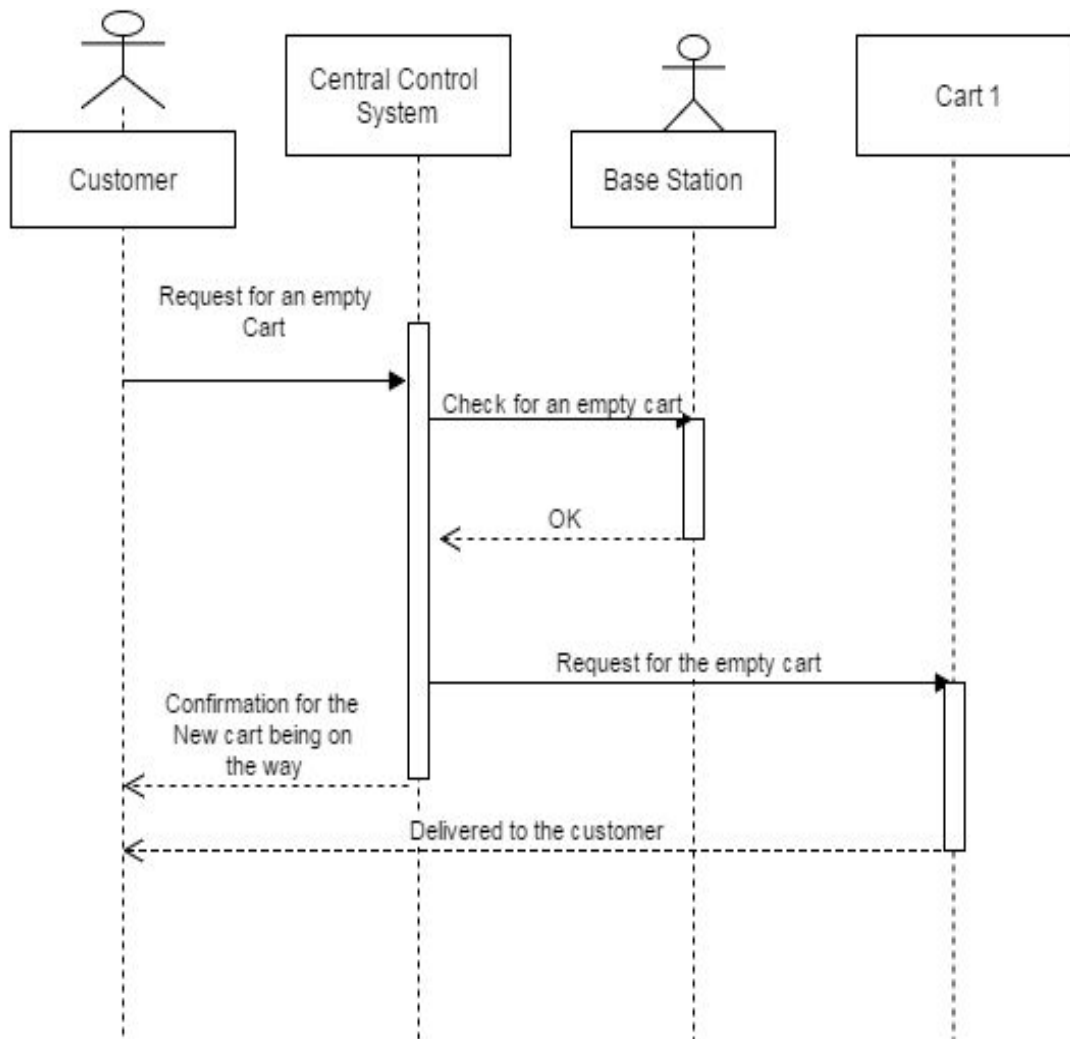 Central Control
System
Cart 1
Customer
Base Station
Request for an empty
Cart
Check for an empty cart
OK
Request for the empty cart
Confirmation for the
New cart being on
the way
Delivered to the customer